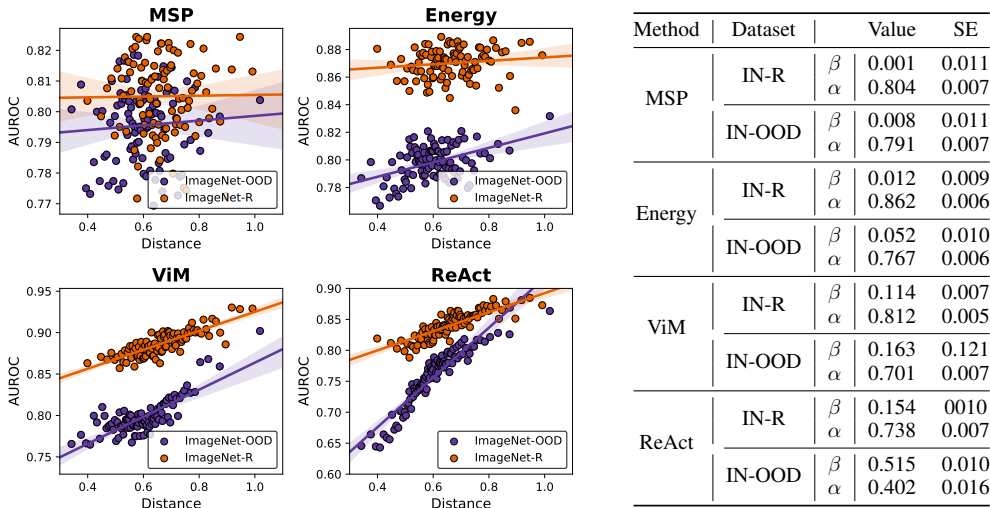 MSP
AUROC
0.82
0.81
0.80
0.79
0.78
0.77
0.4 0.6 0.8 1.0
Distance
ImageNet-OOD
ImageNet-R
Energy
AUROC
0.88
0.86
0.84
0.82
0.80
0.78
0.4 0.6 0.8 1.0
Distance
ImageNet-OOD
ImageNet-R
ViM
AUROC
0.95
0.90
0.85
0.80
0.75
0.4 0.6 0.8 1.0
Distance
ImageNet-OOD
ImageNet-R
ReAct
AUROC
0.90
0.85
0.80
0.75
0.70
0.65
0.60
0.4 0.6 0.8 1.0
Distance
ImageNet-OOD
ImageNet-R
Method Dataset Value SE
MSP
IN-R β 0.001 0.011
α 0.804 0.007
IN-OOD β 0.008 0.011
α 0.791 0.007
Energy
IN-R β 0.012 0.009
α 0.862 0.006
IN-OOD β 0.052 0.010
α 0.767 0.006
ViM
IN-R β 0.114 0.007
α 0.812 0.005
IN-OOD β 0.163 0.121
α 0.701 0.007
ReAct
IN-R β 0.154 0010
α 0.738 0.007
IN-OOD β 0.515 0.010
α 0.402 0.016